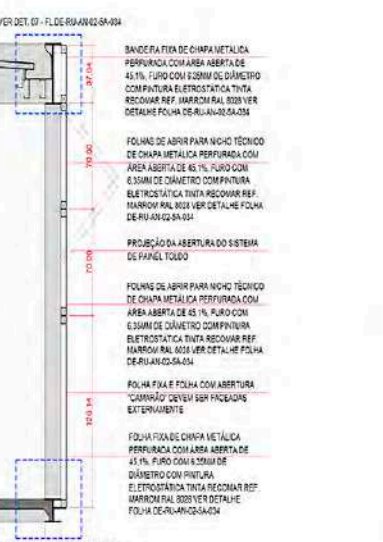 VER DET. 07 - FL.DE-RU-AN-02-SA-034
BANDEIRA FIXA DE CHAPA METÁLICA
PERFURADA COM ÁREA ABERTA DE
45,1%, FURO COM 6,35MM DE DIÂMETRO
COM PINTURA ELETROSTÁTICA TINTA
RECOMAR REF. MARROM RAL 8028 VER
DETALHE FOLHA DE-RU-AN-02-SA-034
37.04
FOLHAS DE ABRIR PARA NICHO TÉCNICO
DE CHAPA METÁLICA PERFURADA COM
ÁREA ABERTA DE 45,1%, FURO COM
6,35MM DE DIÂMETRO COM PINTURA
ELETROSTÁTICA TINTA RECOMAR REF.
MARROM RAL 8028 VER DETALHE FOLHA
DE-RU-AN-02-SA-034
70.00
PROJEÇÃO DA ABERTURA DO SISTEMA
DE PAINEL TOLDO
70.00
FOLHAS DE ABRIR PARA NICHO TÉCNICO
DE CHAPA METÁLICA PERFURADA COM
ÁREA ABERTA DE 45,1%, FURO COM
6,35MM DE DIÂMETRO COM PINTURA
ELETROSTÁTICA TINTA RECOMAR REF.
MARROM RAL 8028 VER DETALHE FOLHA
DE-RU-AN-02-SA-034
FOLHA FIXA E FOLHA COM ABERTURA
"CAMARÃO" DEVEM SER FACEADAS
EXTERNAMENTE
FOLHA FIXA DE CHAPA METÁLICA
PERFURADA COM ÁREA ABERTA DE
45,1%, FURO COM 6,35MM DE
DIÂMETRO COM PINTURA
ELETROSTÁTICA TINTA RECOMAR REF.
MARROM RAL 8028 VER DETALHE
FOLHA DE-RU-AN-02-SA-034